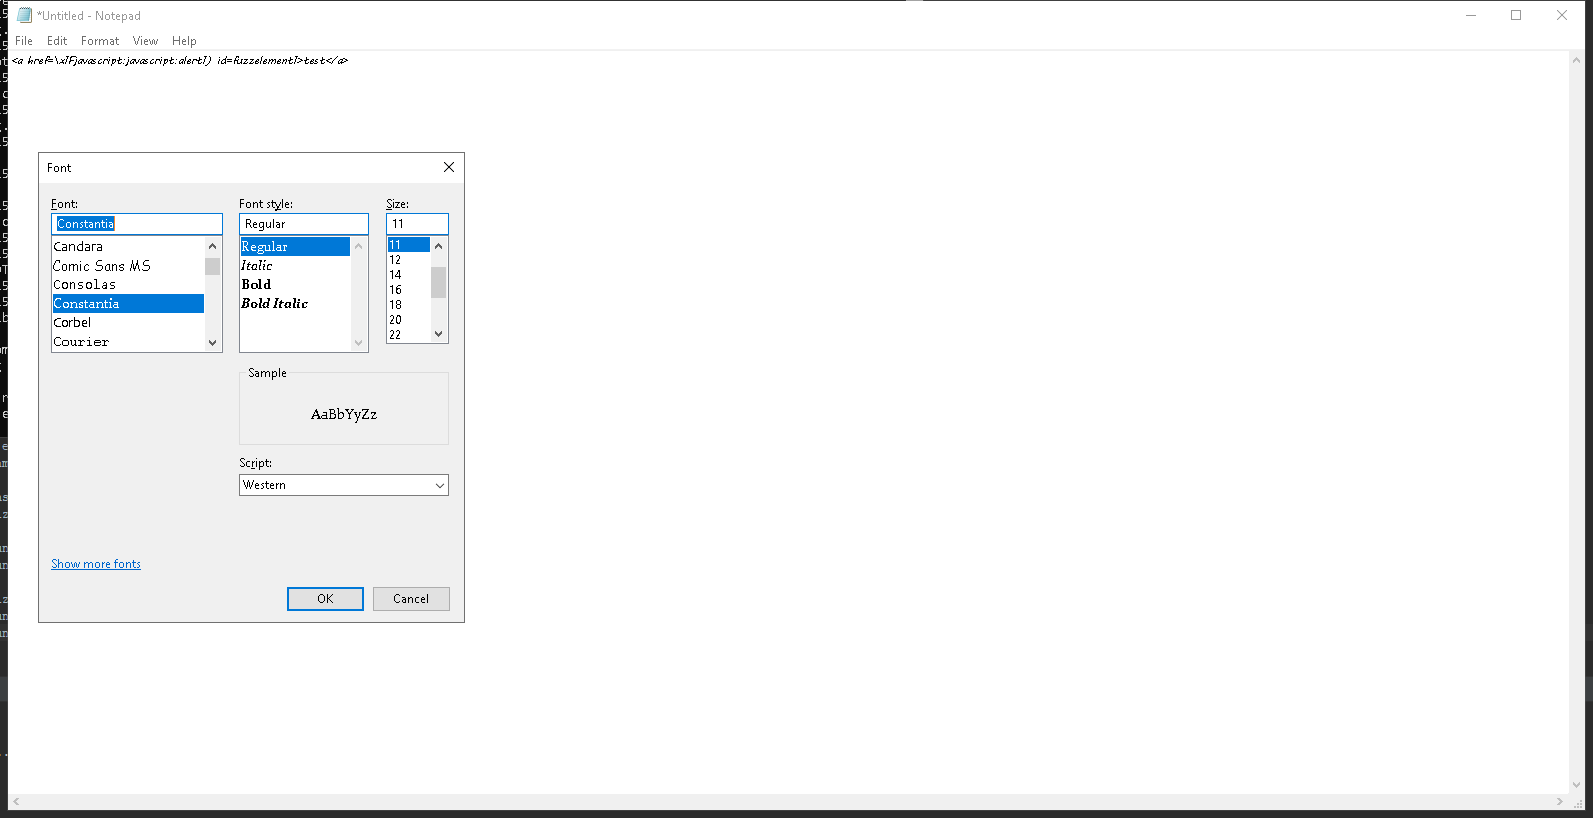 *Untitled - Notepad
File Edit Format View Help
<a href=\x1Fjavascript:javascript:alert1) id=fuzzelement1>test</a>
Font
Font: Font style: Size:
Constantia Regular 11
Candara Regular 11
Comic Sans MS Italic 12
Consolas Bold 14
Constantia Bold Italic 16
Corbel 18
Courier 20
22
Sample
AaBbYyZz
Script:
Western
Show more fonts
OK Cancel